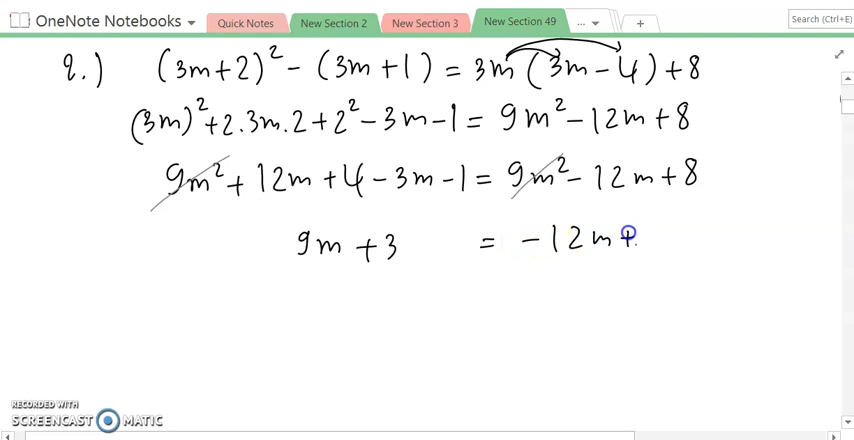 OneNote Notebooks Quick Notes New Section 2 New Section 3 New Section 49 ... + Search (Ctrl+E)
2.) (3m+2)² - (3m+1) = 3m(3m-4)+8
(3m)²+2.3m.2+2²-3m-1 = 9m²-12m+8
9m²+12m+4-3m-1 = 9m²-12m+8
9m+3 = -12m+
RECORDED WITH
SCREENCAST MATIC